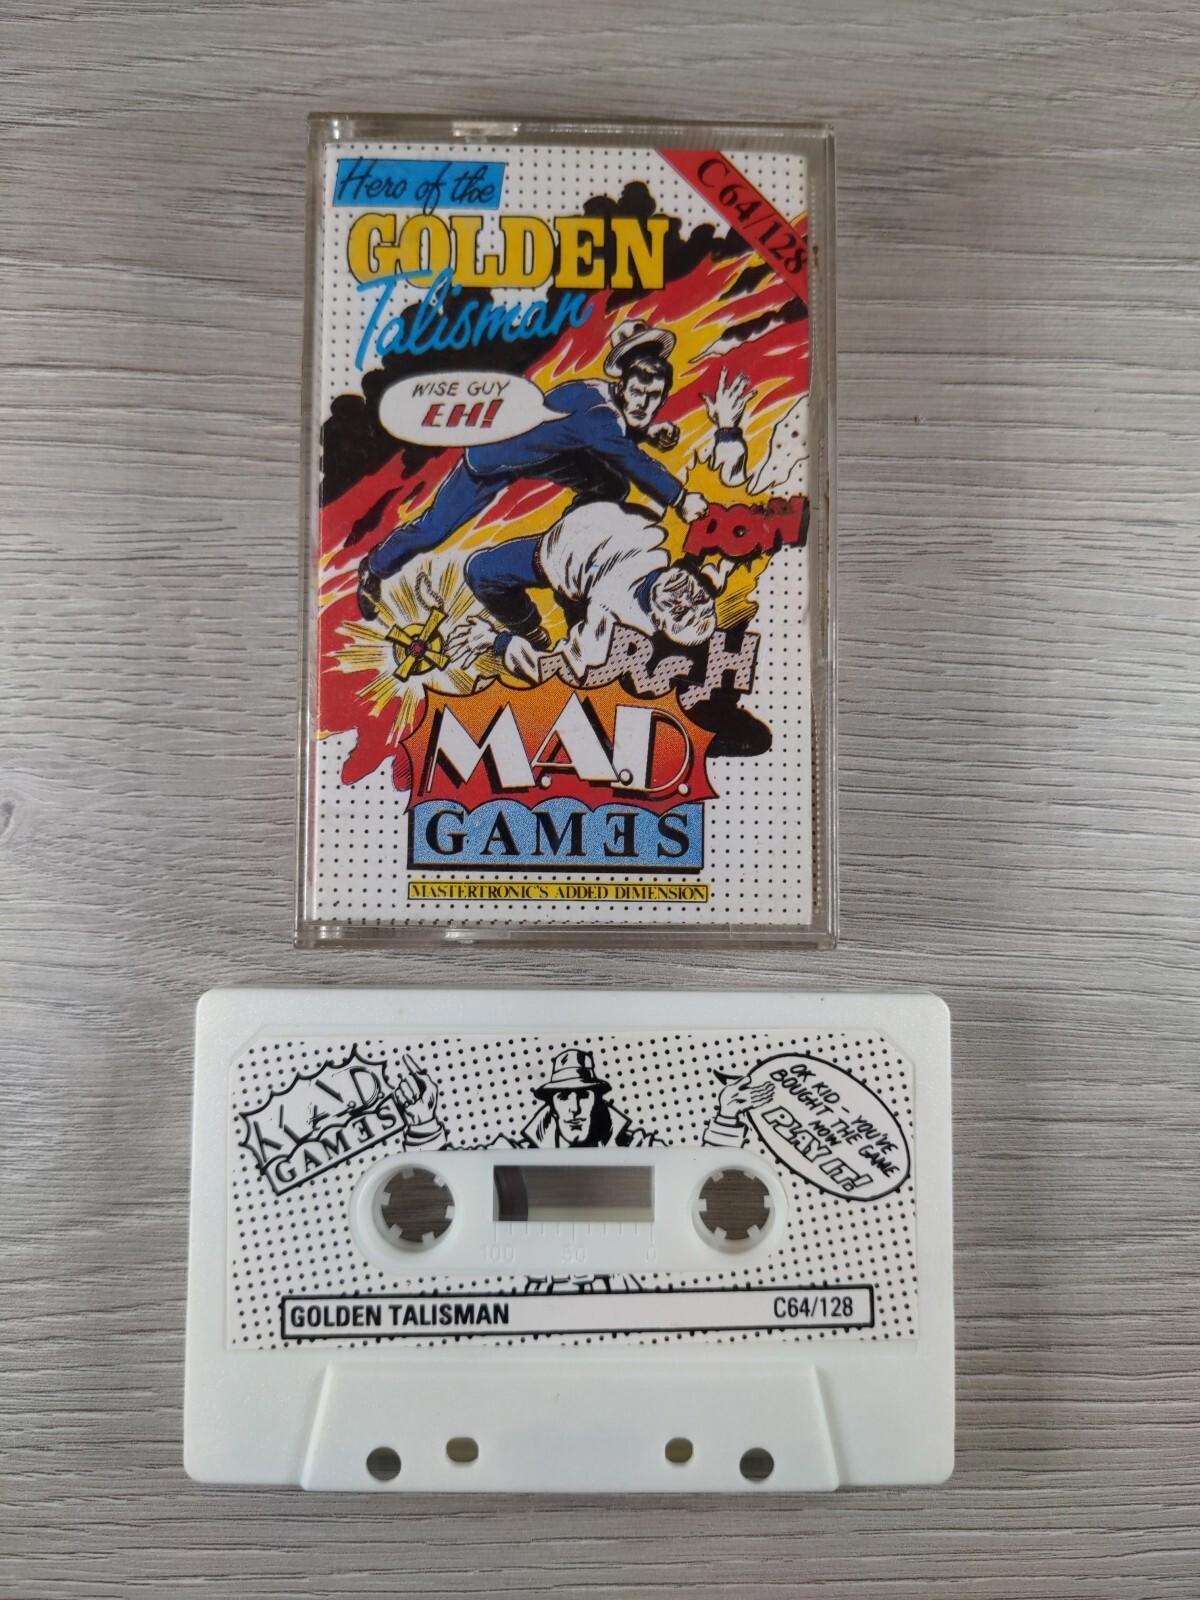 Hero of the
GOLDEN
Talisman
C64/128
WISE GUY
EH!
POW
ARGH
M.A.D.
GAMES
MASTERTRONIC'S ADDED DIMENSION
M.A.D.
GAMES
OK KID - YOU'VE
BOUGHT THE GAME
NOW
PLAY IT!
100 50 0
GOLDEN TALISMAN C64/128